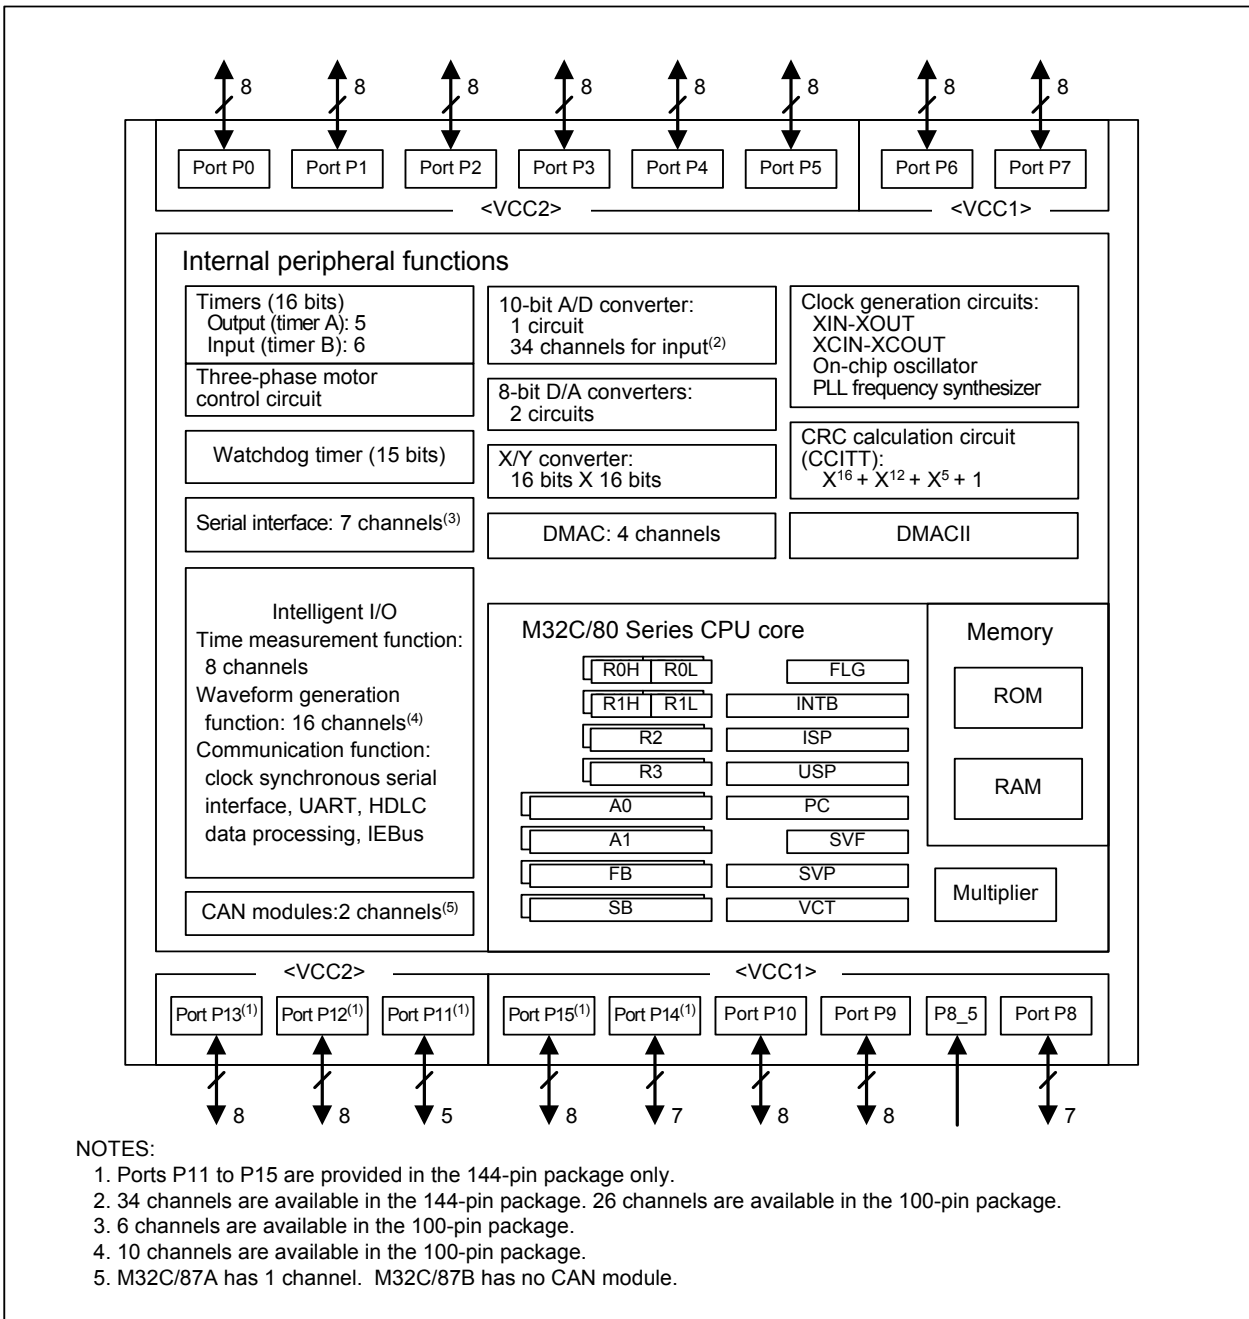 8 8 8 8 8 8 8 8
Port P0 Port P1 Port P2 Port P3 Port P4 Port P5 Port P6 Port P7
<VCC2> <VCC1>
Internal peripheral functions
Timers (16 bits)
Output (timer A): 5
Input (timer B): 6
Three-phase motor
control circuit
Watchdog timer (15 bits)
Serial interface: 7 channels(3)
Intelligent I/O
Time measurement function:
8 channels
Waveform generation
function: 16 channels(4)
Communication function:
clock synchronous serial
interface, UART, HDLC
data processing, IEBus
CAN modules:2 channels(5)
10-bit A/D converter:
1 circuit
34 channels for input(2)
8-bit D/A converters:
2 circuits
X/Y converter:
16 bits X 16 bits
DMAC: 4 channels
Clock generation circuits:
XIN-XOUT
XCIN-XCOUT
On-chip oscillator
PLL frequency synthesizer
CRC calculation circuit
(CCITT):
X16 + X12 + X5 + 1
DMACII
M32C/80 Series CPU core
R0H R0L FLG
R1H R1L INTB
R2 ISP
R3 USP
A0 PC
A1 SVF
FB SVP
SB VCT
Memory
ROM
RAM
Multiplier
<VCC2> <VCC1>
Port P13(1) Port P12(1) Port P11(1) Port P15(1) Port P14(1) Port P10 Port P9 P8_5 Port P8
8 8 5 8 7 8 8 7
NOTES:
1. Ports P11 to P15 are provided in the 144-pin package only.
2. 34 channels are available in the 144-pin package. 26 channels are available in the 100-pin package.
3. 6 channels are available in the 100-pin package.
4. 10 channels are available in the 100-pin package.
5. M32C/87A has 1 channel. M32C/87B has no CAN module.